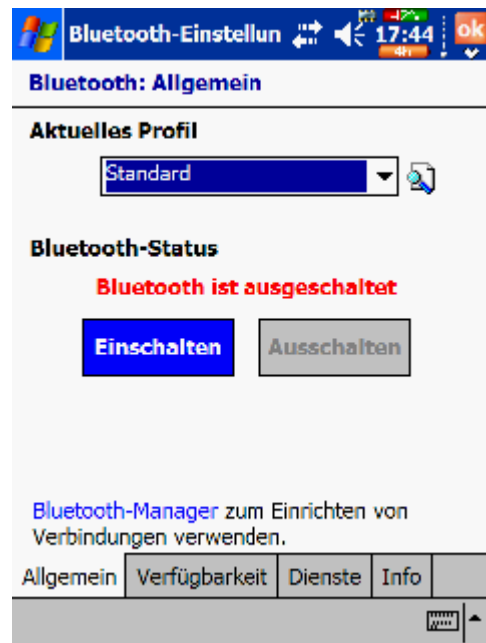 Bluetooth-Einstellun
17:44
ok
4h
Bluetooth: Allgemein
Aktuelles Profil
Standard
Bluetooth-Status
Bluetooth ist ausgeschaltet
Einschalten
Ausschalten
Bluetooth-Manager zum Einrichten von
Verbindungen verwenden.
Allgemein
Verfügbarkeit
Dienste
Info